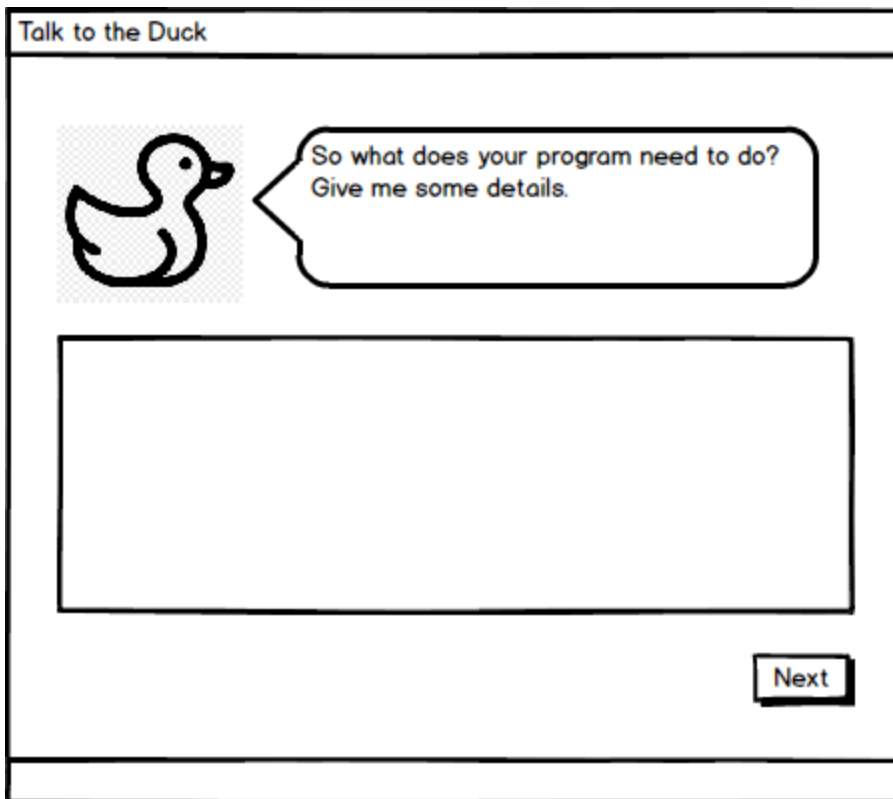 Talk to the Duck
So what does your program need to do?
Give me some details.
Next